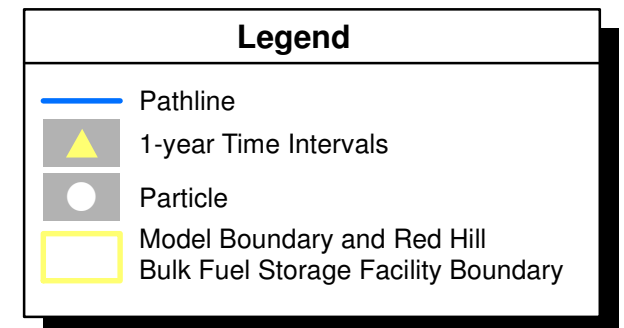 Legend
Pathline
1-year Time Intervals
Particle
Model Boundary and Red Hill
Bulk Fuel Storage Facility Boundary